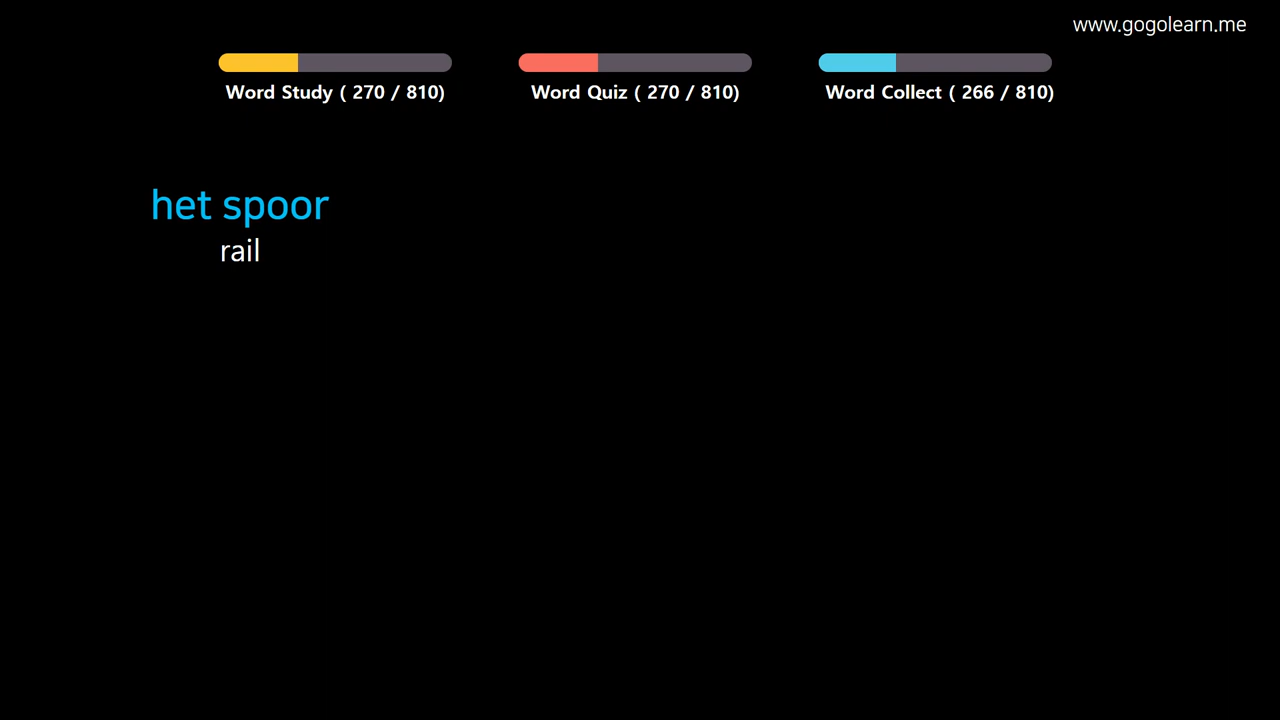 www.gogolearn.me
Word Study ( 270 / 810)
Word Quiz ( 270 / 810)
Word Collect ( 266 / 810)
het spoor
rail